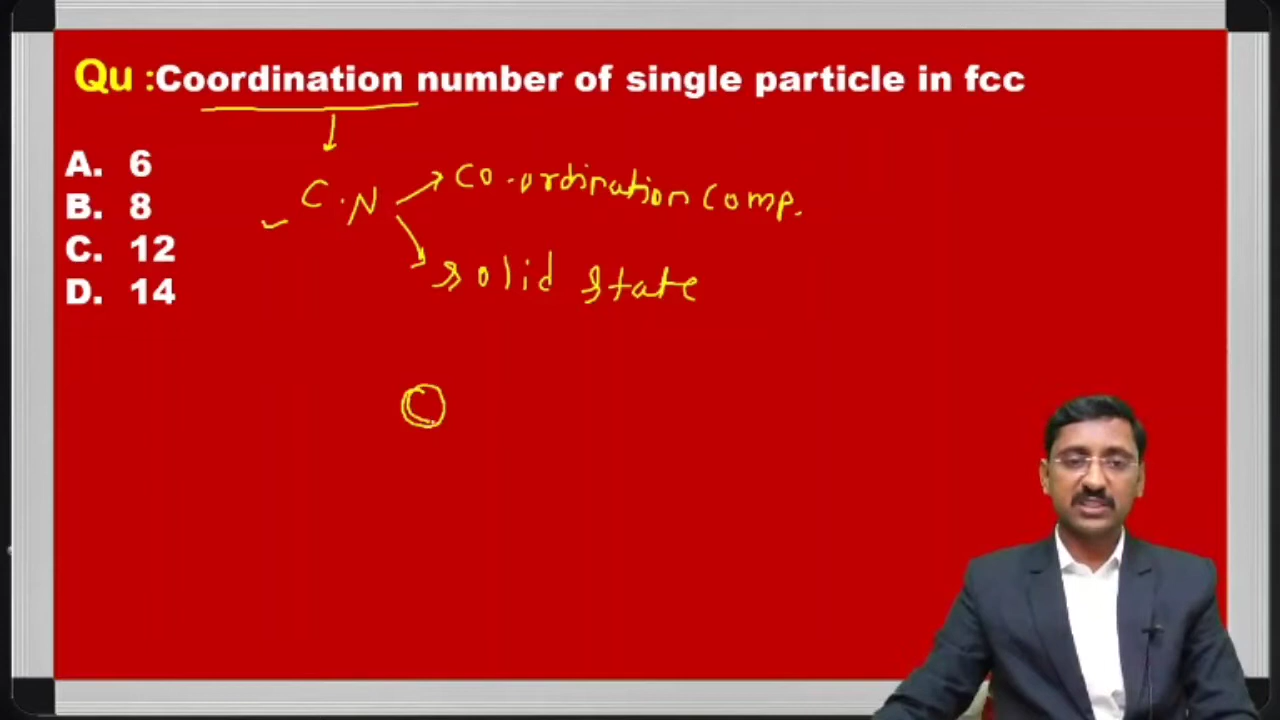 Qu :Coordination number of single particle in fcc
A. 6
B. 8
C. 12
D. 14
C.N
Co-ordination Comp.
Solid State